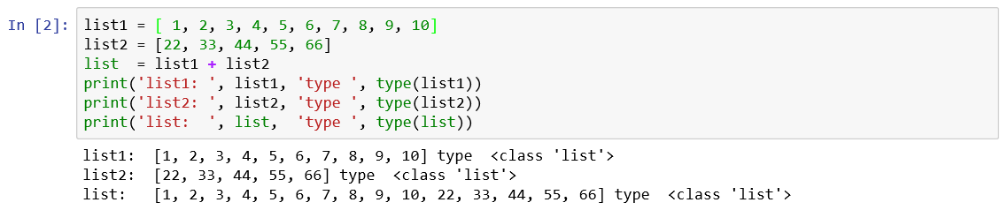 In [2]: list1 = [ 1, 2, 3, 4, 5, 6, 7, 8, 9, 10]
list2 = [22, 33, 44, 55, 66]
list  = list1 + list2
print('list1: ', list1, 'type ', type(list1))
print('list2: ', list2, 'type ', type(list2))
print('list:  ', list,  'type ', type(list))
list1:  [1, 2, 3, 4, 5, 6, 7, 8, 9, 10] type  <class 'list'>
list2:  [22, 33, 44, 55, 66] type  <class 'list'>
list:   [1, 2, 3, 4, 5, 6, 7, 8, 9, 10, 22, 33, 44, 55, 66] type  <class 'list'>